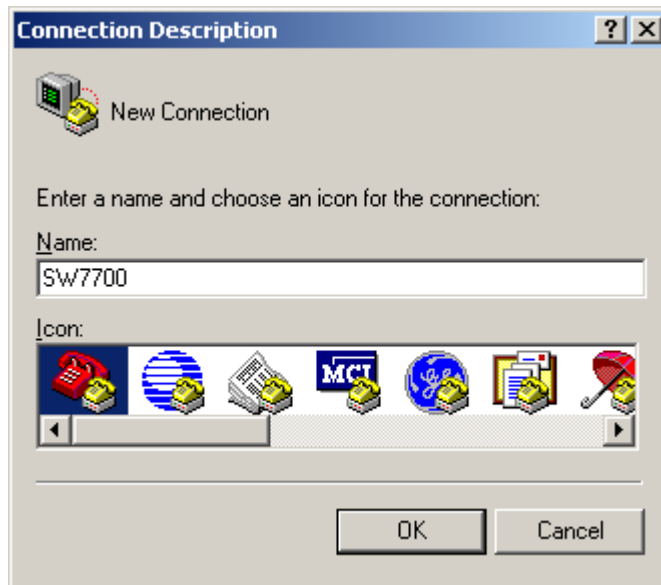 Connection Description
New Connection
Enter a name and choose an icon for the connection:
Name:
SW7700
Icon:
MCI
OK
Cancel